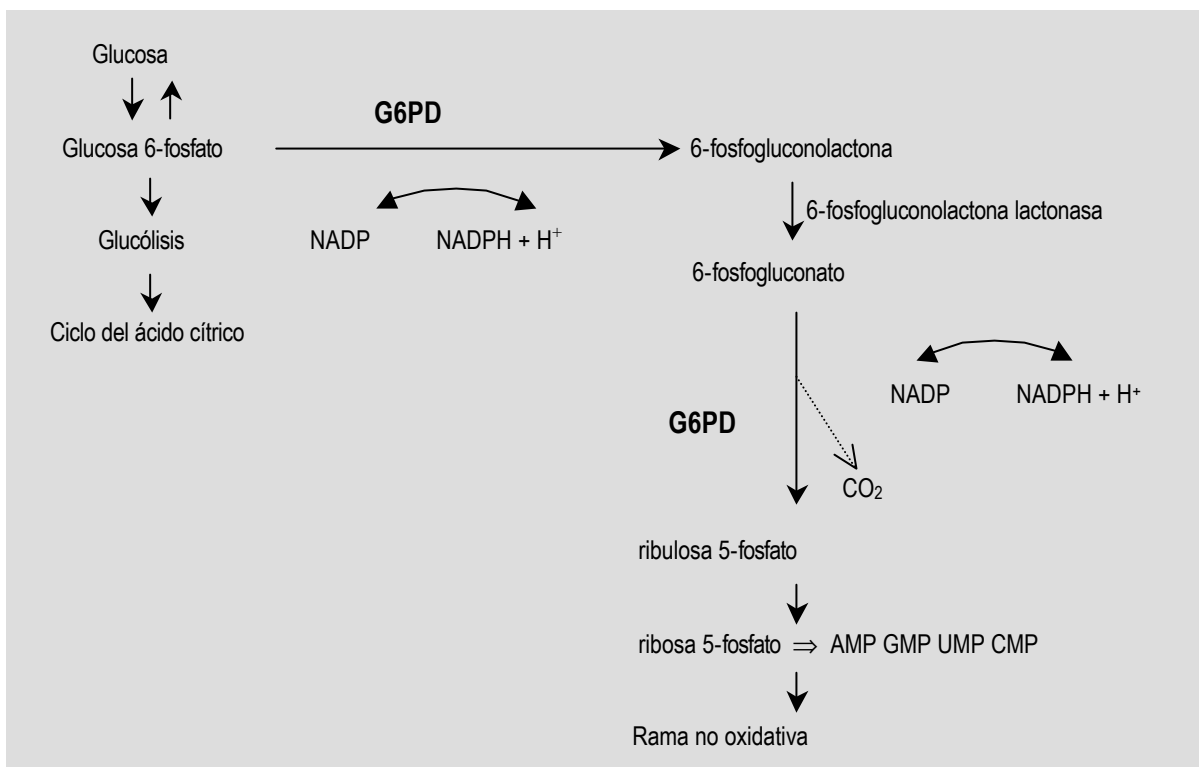 Glucosa
G6PD
Glucosa 6-fosfato
6-fosfogluconolactona
6-fosfogluconolactona lactonasa
Glucólisis
NADP
NADPH + H⁺
6-fosfogluconato
Ciclo del ácido cítrico
NADP
NADPH + H⁺
G6PD
CO₂
ribulosa 5-fosfato
ribosa 5-fosfato ⇒ AMP GMP UMP CMP
Rama no oxidativa